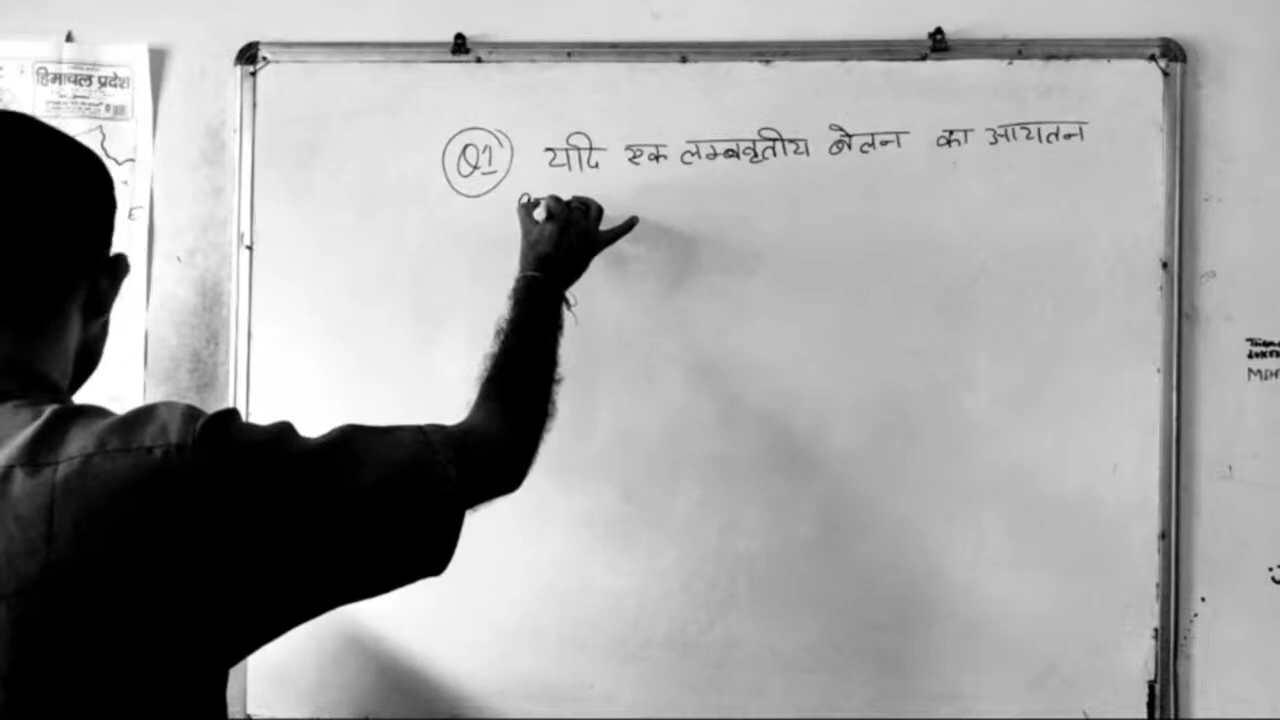 हिमाचल प्रदेश
Q1 यदि एक लम्बवृतीय बेलन का आयतन